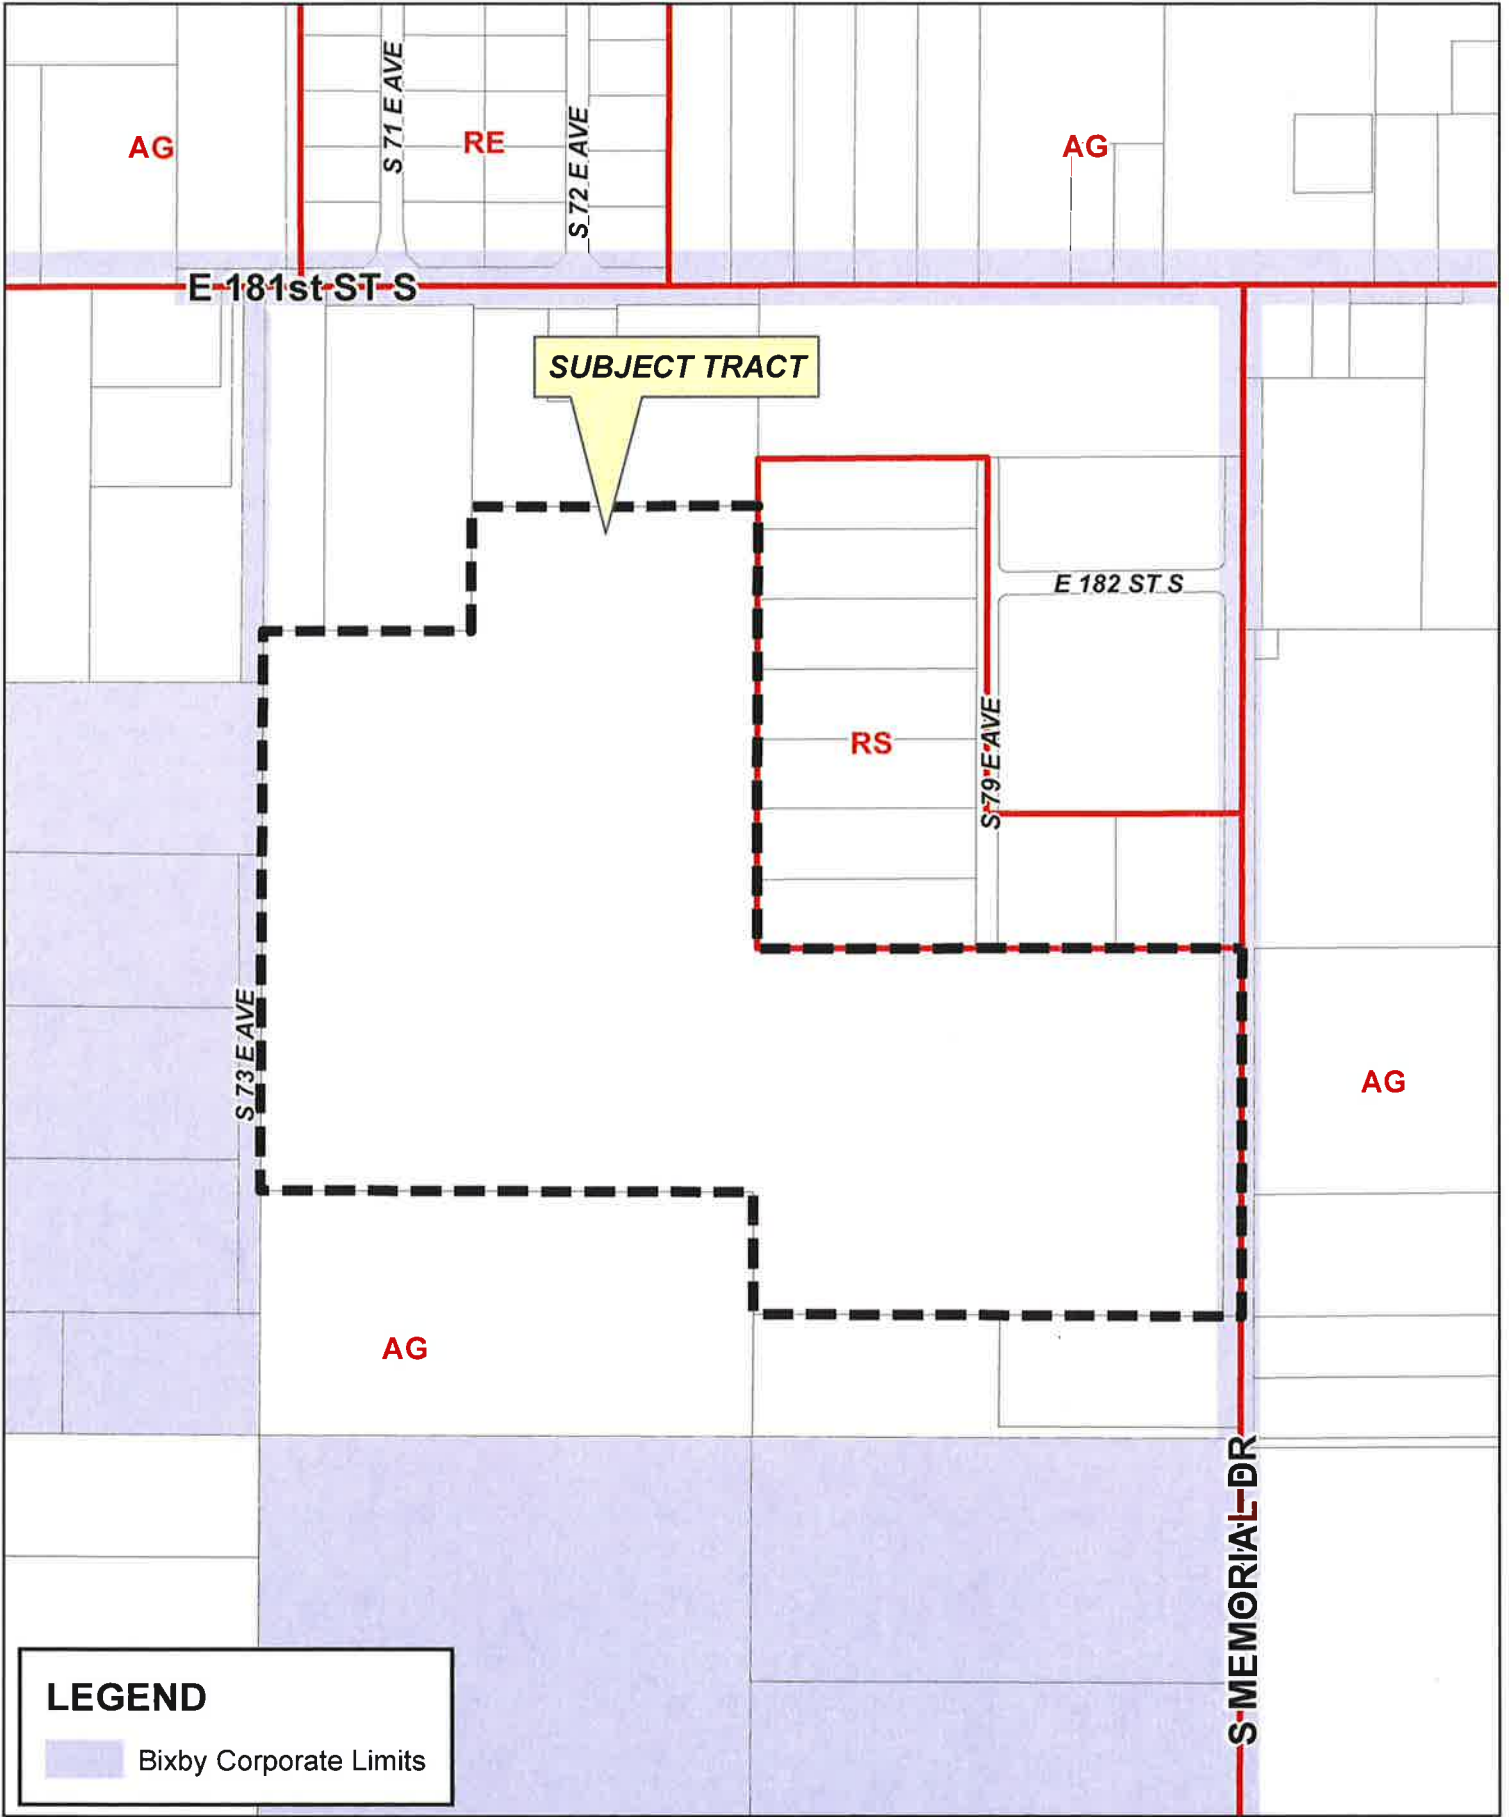 S 71 E AVE
AG
RE
S 72 E AVE
AG
E 181st ST S
SUBJECT TRACT
E 182 ST S
RS
S 79 E AVE
S 73 E AVE
AG
AG
S MEMORIAL DR
LEGEND
Bixby Corporate Limits